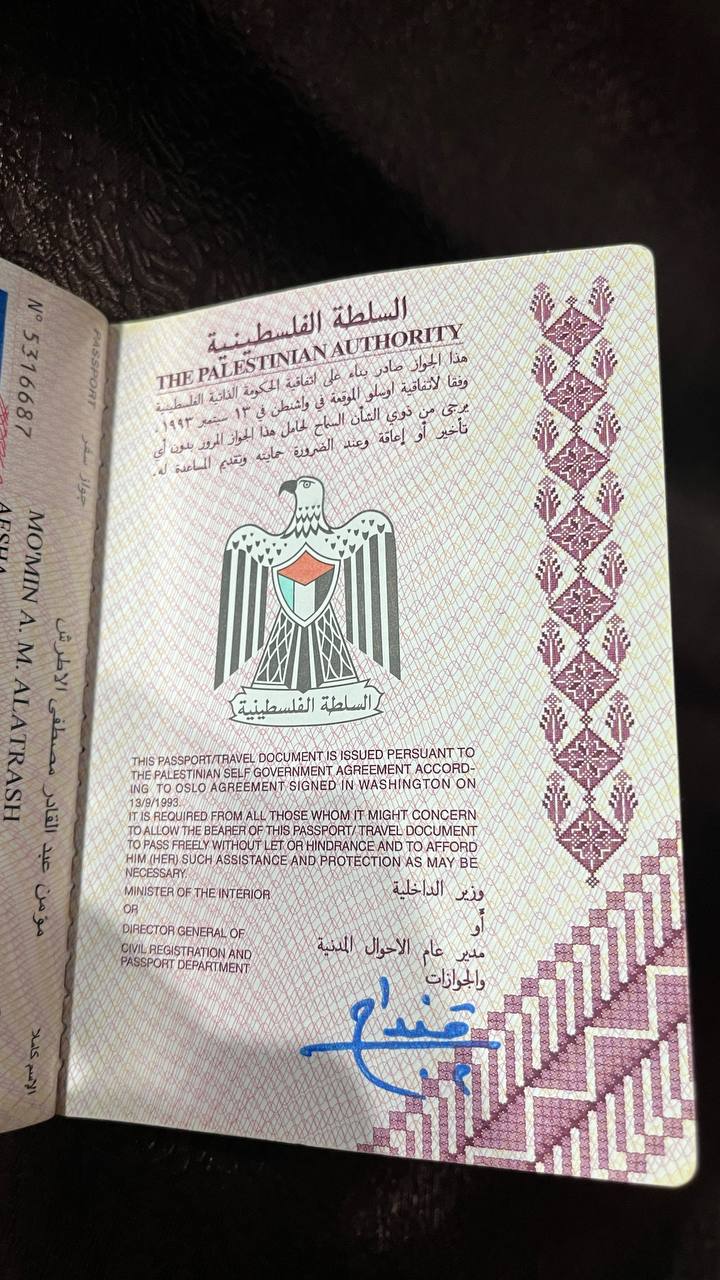 Nº 5316687
PASSPORT جواز سفر
AESHA
MO'MIN A. M. ALATRASH
مؤمن عبد القادر مصطفى الاطرش
الاسم كاملا
السلطة الفلسطينية
THE PALESTINIAN AUTHORITY
هذا الجواز صادر بناء على اتفاقية الحكومة الذاتية الفلسطينية
وفقا لاتفاقية اوسلو الموقعة في واشنطن في ١٣ سبتمبر ١٩٩٣.
يرجى من ذوي الشأن السماح لحامل هذا الجواز المرور بدون أي
تأخير أو إعاقة وعند الضرورة حمايته وتقديم المساعدة له.
السلطة الفلسطينية
THIS PASSPORT/TRAVEL DOCUMENT IS ISSUED PERSUANT TO
THE PALESTINIAN SELF GOVERNMENT AGREEMENT ACCORD-
ING TO OSLO AGREEMENT SIGNED IN WASHINGTON ON
13/9/1993.
IT IS REQUIRED FROM ALL THOSE WHOM IT MIGHT CONCERN
TO ALLOW THE BEARER OF THIS PASSPORT/ TRAVEL DOCUMENT
TO PASS FREELY WITHOUT LET OR HINDRANCE AND TO AFFORD
HIM (HER) SUCH ASSISTANCE AND PROTECTION AS MAY BE
NECESSARY.
MINISTER OF THE INTERIOR وزير الداخلية
OR أو
DIRECTOR GENERAL OF مدير عام الاحوال المدنية
CIVIL REGISTRATION AND والجوازات
PASSPORT DEPARTMENT